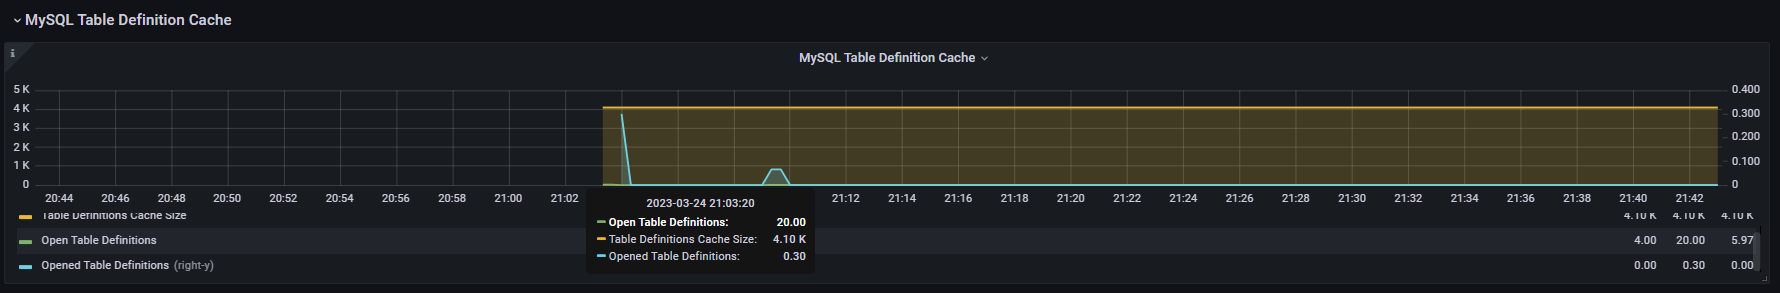 MySQL Table Definition Cache
i
MySQL Table Definition Cache
5 K
4 K
3 K
2 K
1 K
0
0.400
0.300
0.200
0.100
0
20:44 20:46 20:48 20:50 20:52 20:54 20:56 20:58 21:00 21:02 21:12 21:14 21:16 21:18 21:20 21:22 21:24 21:26 21:28 21:30 21:32 21:34 21:36 21:38 21:40 21:42
2023-03-24 21:03:20
Open Table Definitions: 20.00
Table Definitions Cache Size: 4.10 K
Opened Table Definitions: 0.30
Table Definitions Cache Size 4.10 K 4.10 K 4.10 K
Open Table Definitions 4.00 20.00 5.97
Opened Table Definitions (right-y) 0.00 0.30 0.00